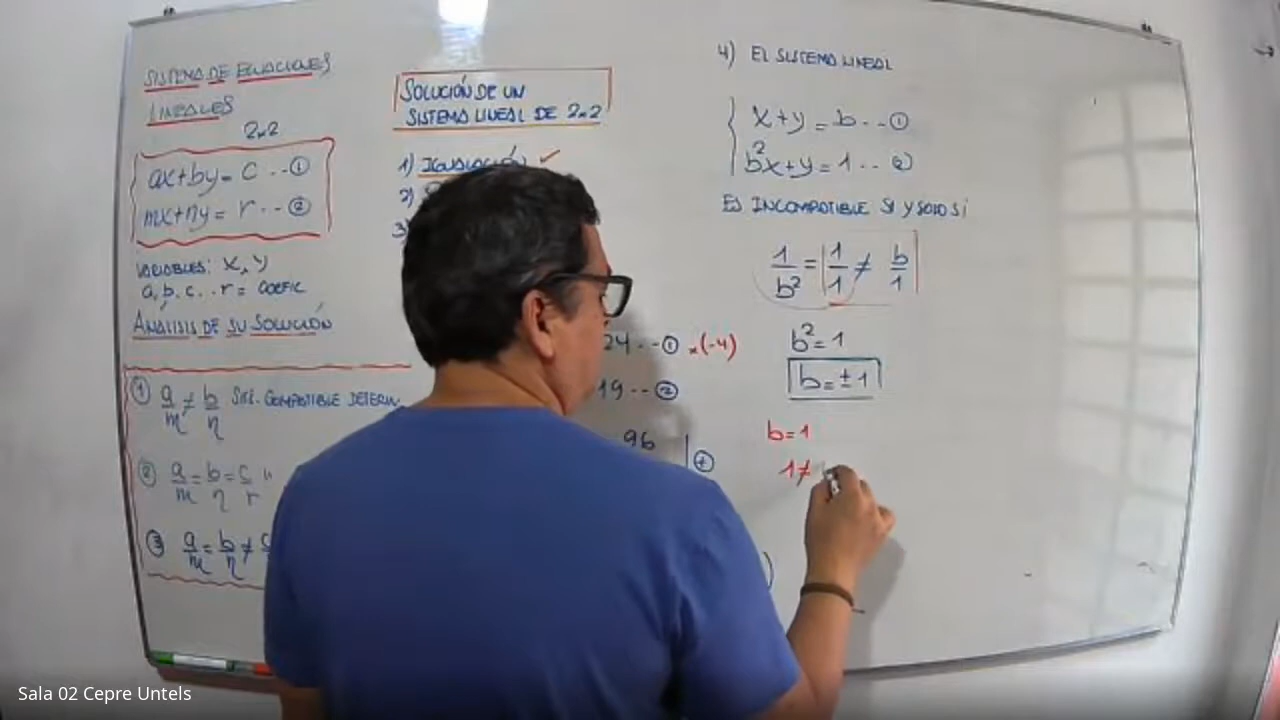 SISTEMA DE ECUACIONES
LINEALES
2x2
ax+by= C ..①
mx+ny= r ..②
VARIABLES: X, Y
a, b, c...r = COEFIC
ANÁLISIS DE SU SOLUCIÓN
① a/m ≠ b/n SIST. COMPATIBLE DETERM.
② a/m = b/n = c/r "
③ a/m = b/n ≠ c
SOLUCIÓN DE UN
SISTEMA LINEAL DE 2x2
1) IGUALACIÓN ✓
2)
3)
24 ..① x(-4)
19 ..②
96
+
4) EL SISTEMA LINEAL
x+y = b ..①
b²x+y = 1 ..②
ES INCOMPATIBLE SI Y SOLO SÍ
1/b² = 1/1 ≠ b/1
b²=1
b=±1
b=1
1≠
Sala 02 Cepre Untels